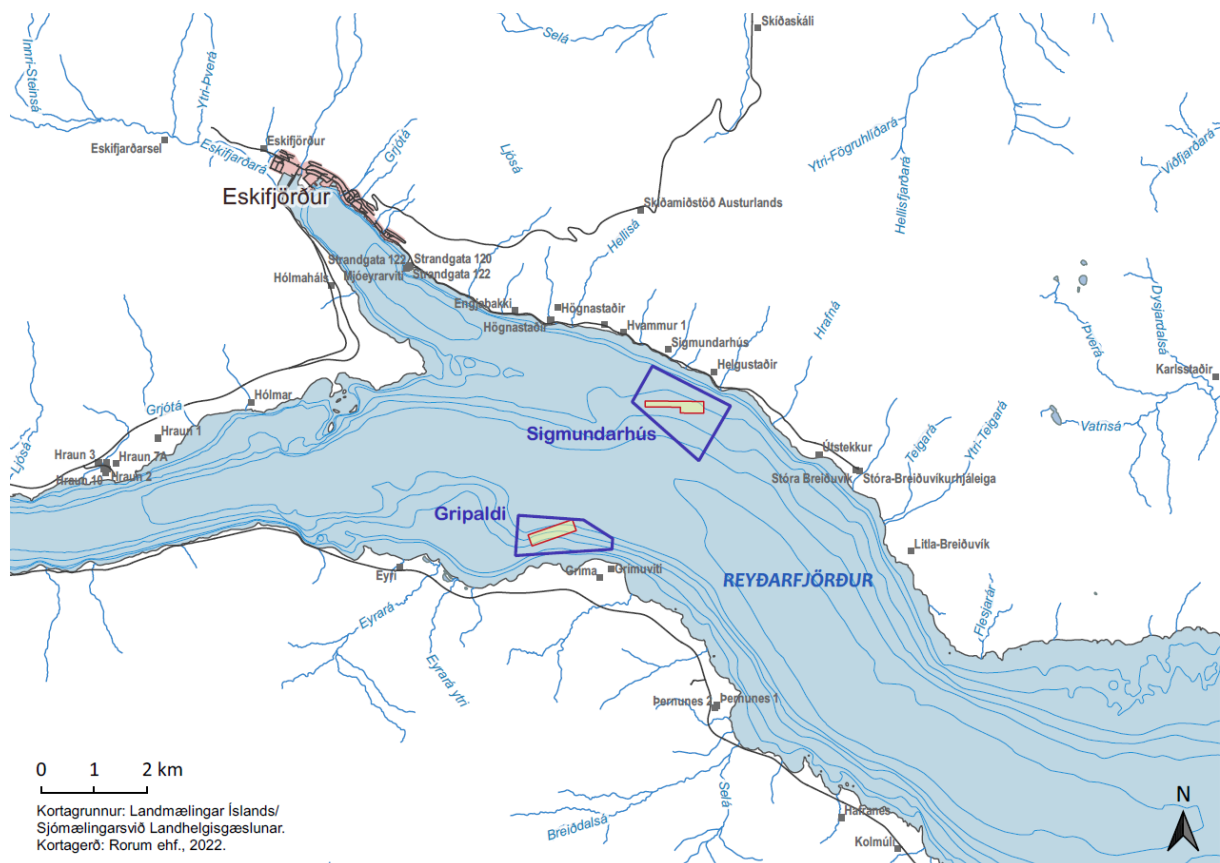 Skíðaskáli
Selá
Innri-Steinsá
Ytri-Þverá
Eskifjarðarsel
Eskifjarðará
Eskifjörður
Grjótá
Eskifjörður
Ljósá
Ytri-Fögruhlíðará
Hellisfjarðará
Viðfjarðará
Skíðamiðstöð Austurlands
Hellisá
Strandgata 122
Strandgata 120
Mjóeyrarviti
Strandgata 122
Hólmaháls
Engjabakki
Högnastaðir
Högnastaðir
Hvammur 1
Sigmundarhús
Helgustaðir
Hrafná
Dysjardalsá
Þverá
Karlsstaðir
Hólmar
Grjótá
Hraun 1
Ljósá
Hraun 3
Hraun 7A
Hraun 2
Hraun 10
Sigmundarhús
Vatrisá
Teigará
Ytri-Teigará
Útstekkur
Stóra Breiðuvík
Stóra-Breiðuvíkurhjáleiga
Gripaldi
Litla-Breiðuvík
Eyri
Gríma
Grímuviti
REYÐARFJÖRÐUR
Flesjarár
Eyrará
Eyrará ytri
Þernunes 2
Þernunes 1
Selá
Breiðdalsá
Hafranes
Kolmúli
0 1 2 km
N
Kortagrunnur: Landmælingar Íslands/
Sjómælingarsvið Landhelgisgæslunar.
Kortagerð: Rorum ehf., 2022.